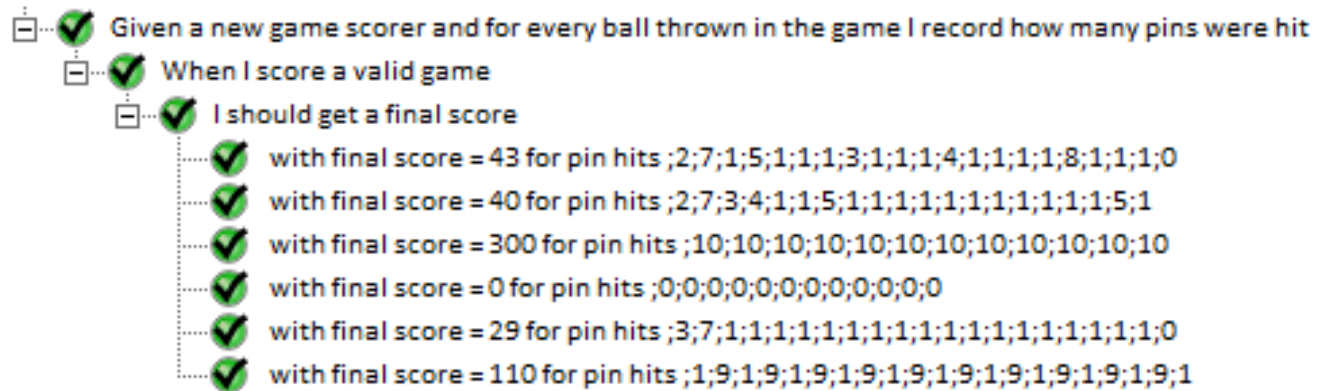 Given a new game scorer and for every ball thrown in the game I record how many pins were hit
When I score a valid game
I should get a final score
with final score = 43 for pin hits ;2;7;1;5;1;1;1;3;1;1;1;4;1;1;1;1;8;1;1;1;0
with final score = 40 for pin hits ;2;7;3;4;1;1;5;1;1;1;1;1;1;1;1;1;1;1;5;1
with final score = 300 for pin hits ;10;10;10;10;10;10;10;10;10;10;10;10
with final score = 0 for pin hits ;0;0;0;0;0;0;0;0;0;0;0;0
with final score = 29 for pin hits ;3;7;1;1;1;1;1;1;1;1;1;1;1;1;1;1;1;1;1;1;0
with final score = 110 for pin hits ;1;9;1;9;1;9;1;9;1;9;1;9;1;9;1;9;1;9;1;9;1